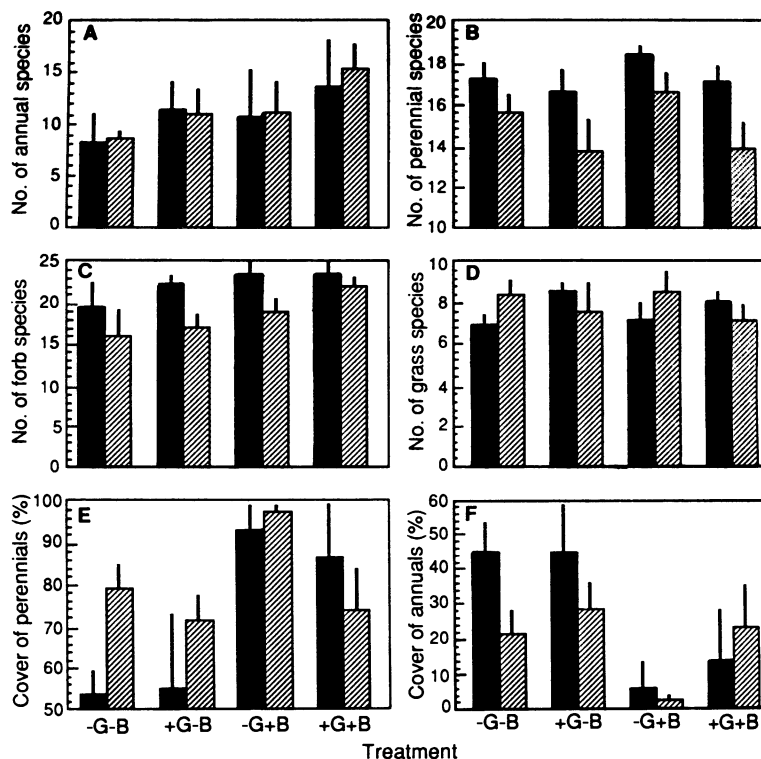 A
No. of annual species
20
15
10
5
0
B
No. of perennial species
20
18
16
14
12
10
C
No. of forb species
25
20
15
10
5
0
D
No. of grass species
10
8
6
4
2
0
E
Cover of perennials (%)
100
90
80
70
60
50
-G-B +G-B -G+B +G+B
F
Cover of annuals (%)
60
50
40
30
20
10
0
-G-B +G-B -G+B +G+B
Treatment